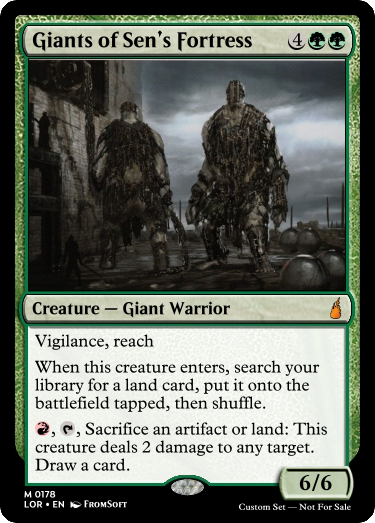 Giants of Sen's Fortress 4
Creature — Giant Warrior
Vigilance, reach
When this creature enters, search your
library for a land card, put it onto the
battlefield tapped, then shuffle.
, , Sacrifice an artifact or land: This
creature deals 2 damage to any target.
Draw a card.
6/6
M 0178
LOR • EN FROMSOFT
Custom Set — Not For Sale